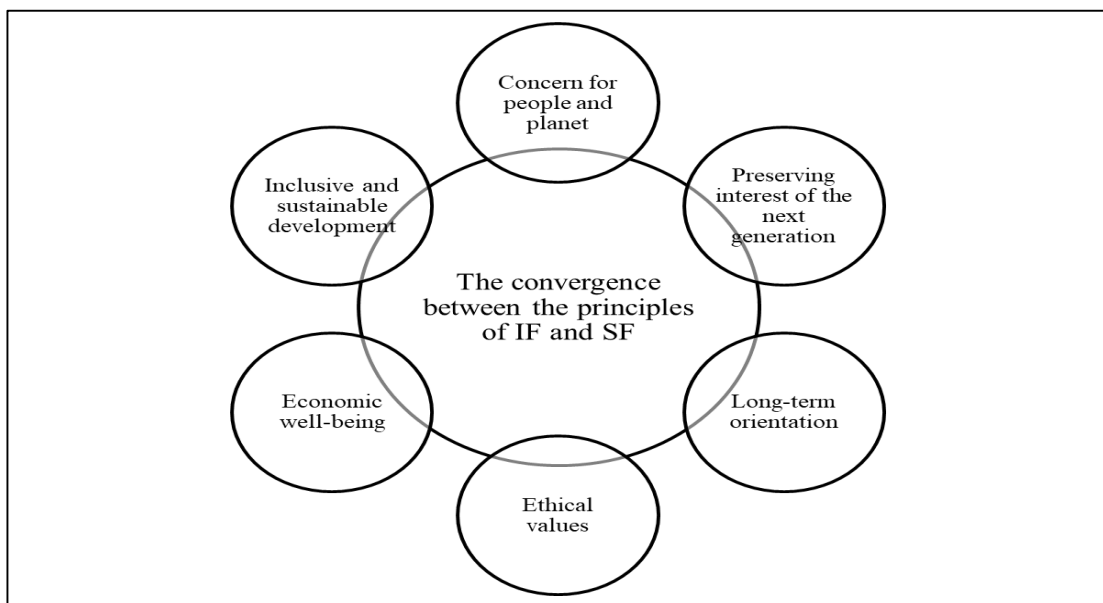 Concern for
people and
planet
Preserving
interest of the
next
generation
Long-term
orientation
Ethical
values
Economic
well-being
Inclusive and
sustainable
development
The convergence
between the principles
of IF and SF